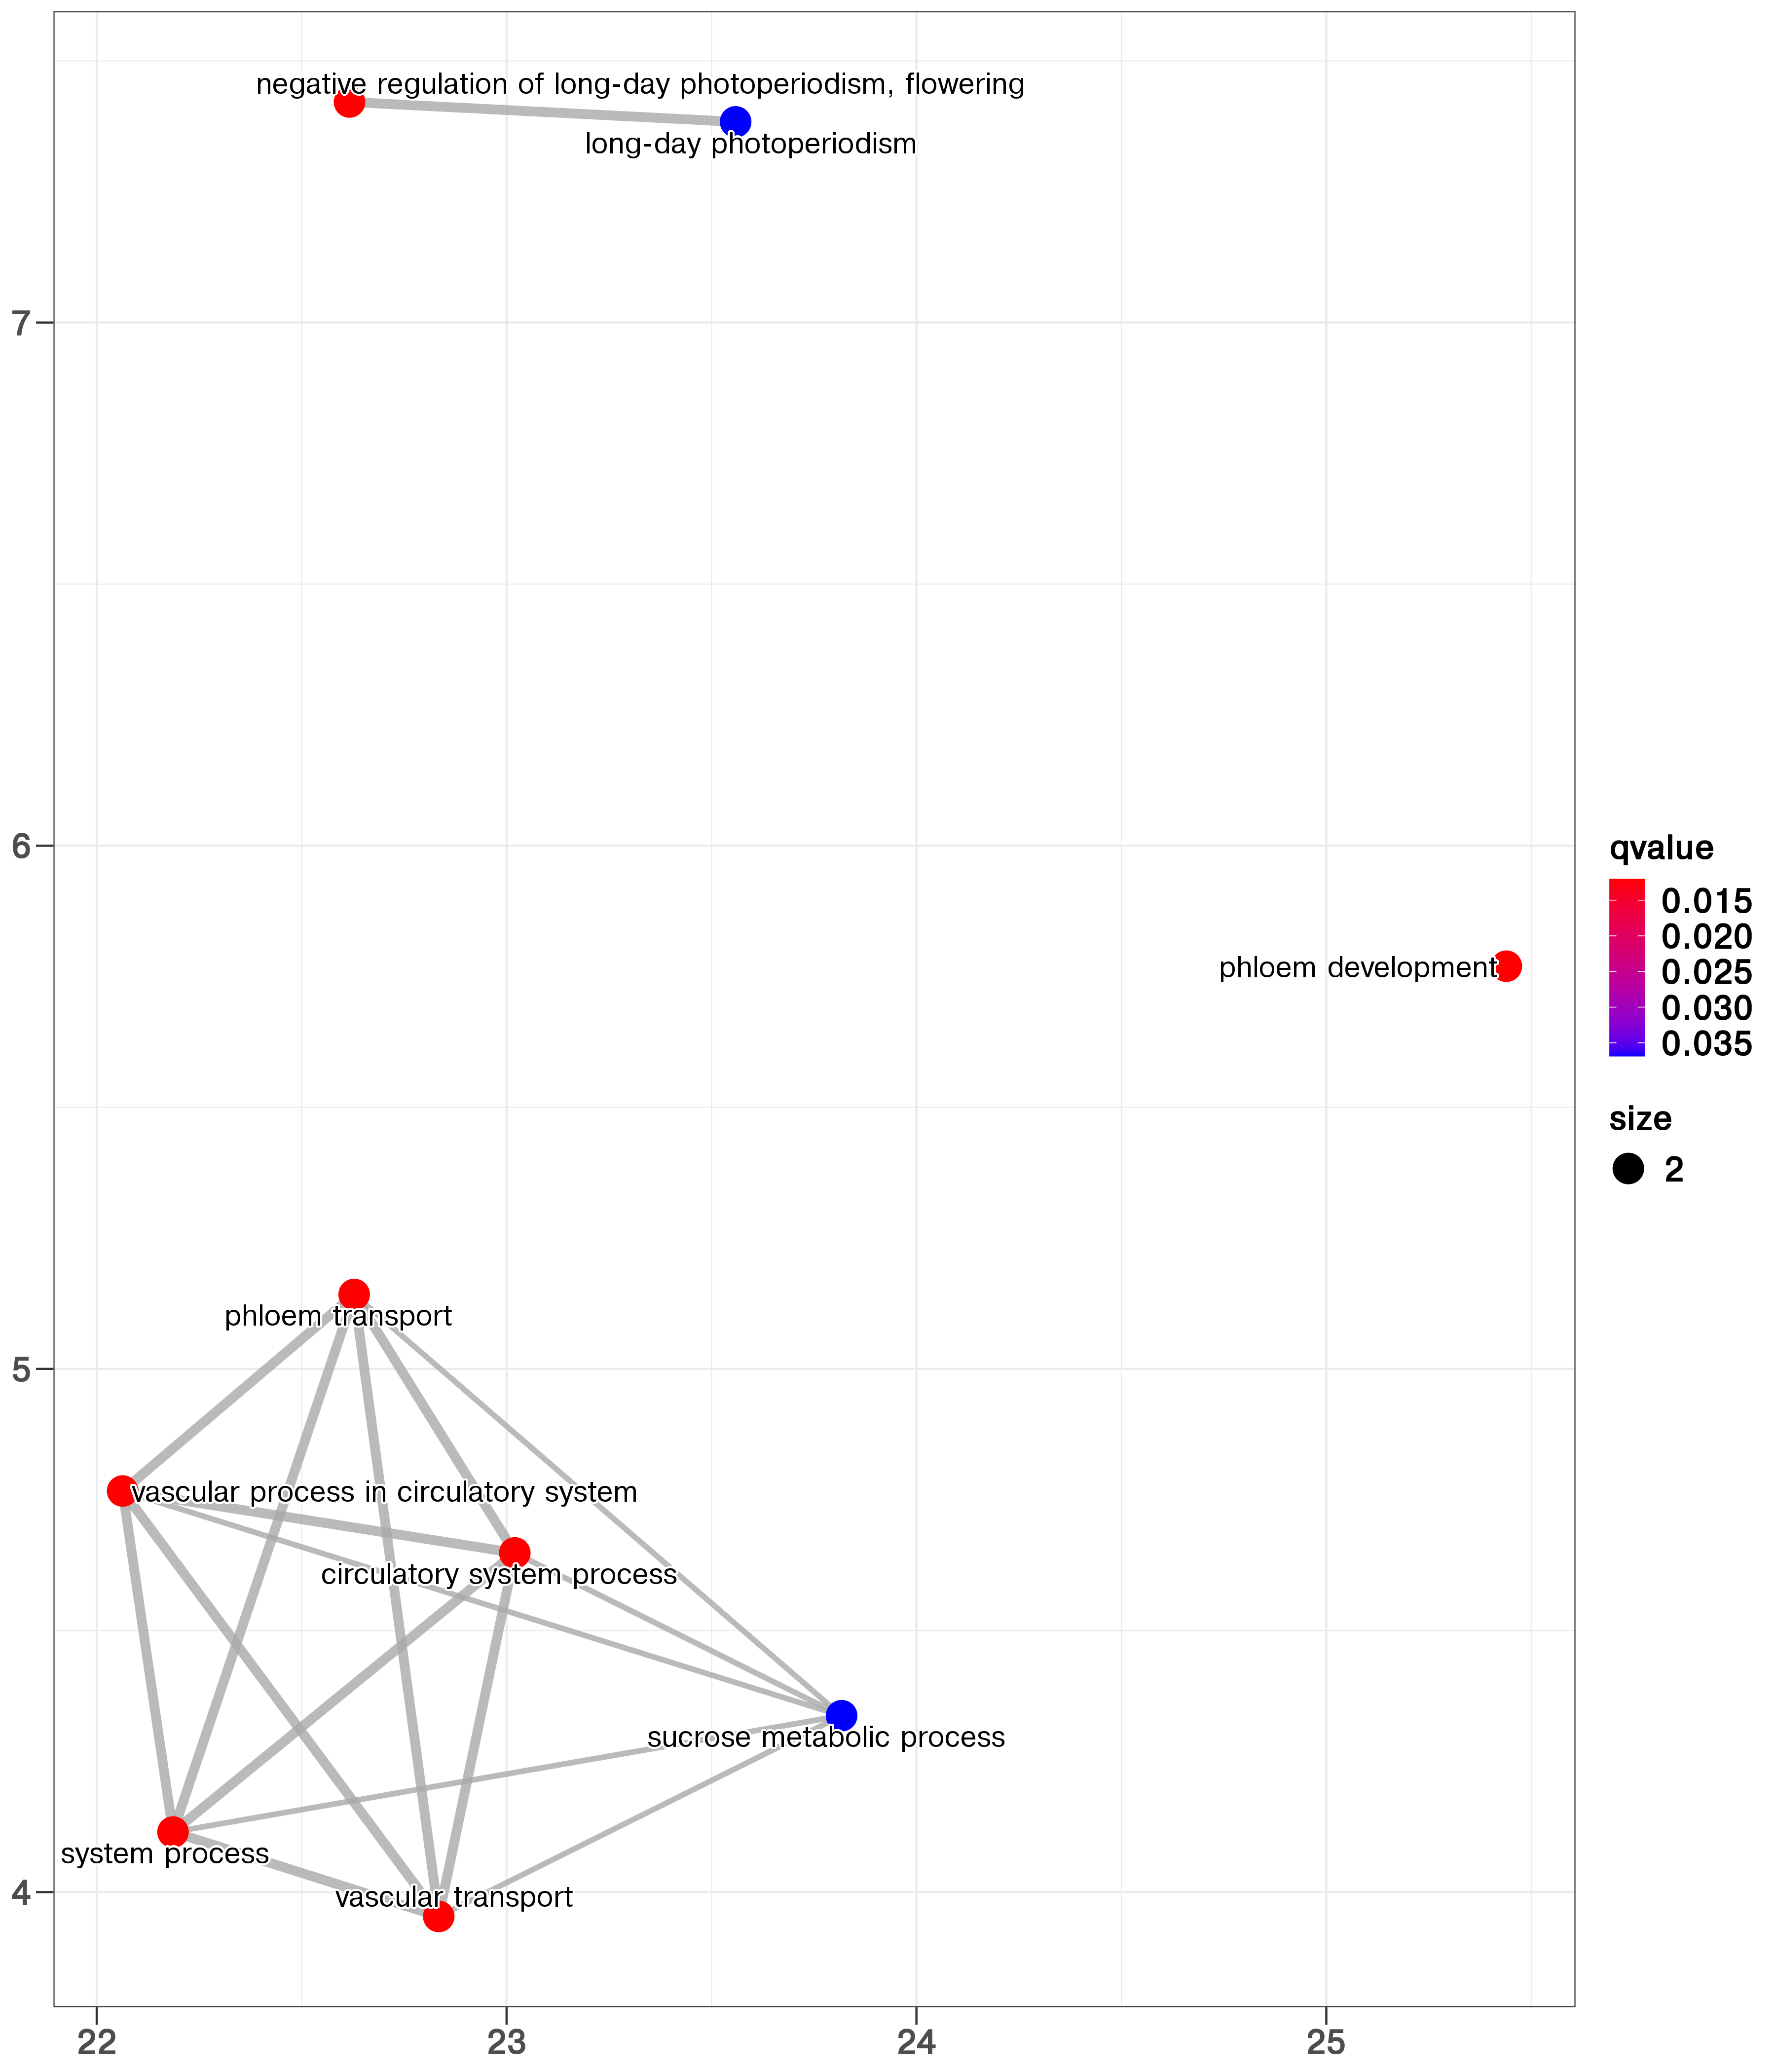 negative regulation of long-day photoperiodism, flowering
long-day photoperiodism
7
6
phloem development
phloem transport
5
vascular process in circulatory system
circulatory system process
sucrose metabolic process
system process
vascular transport
4
22
23
24
25
qvalue
0.015
0.020
0.025
0.030
0.035
size
2